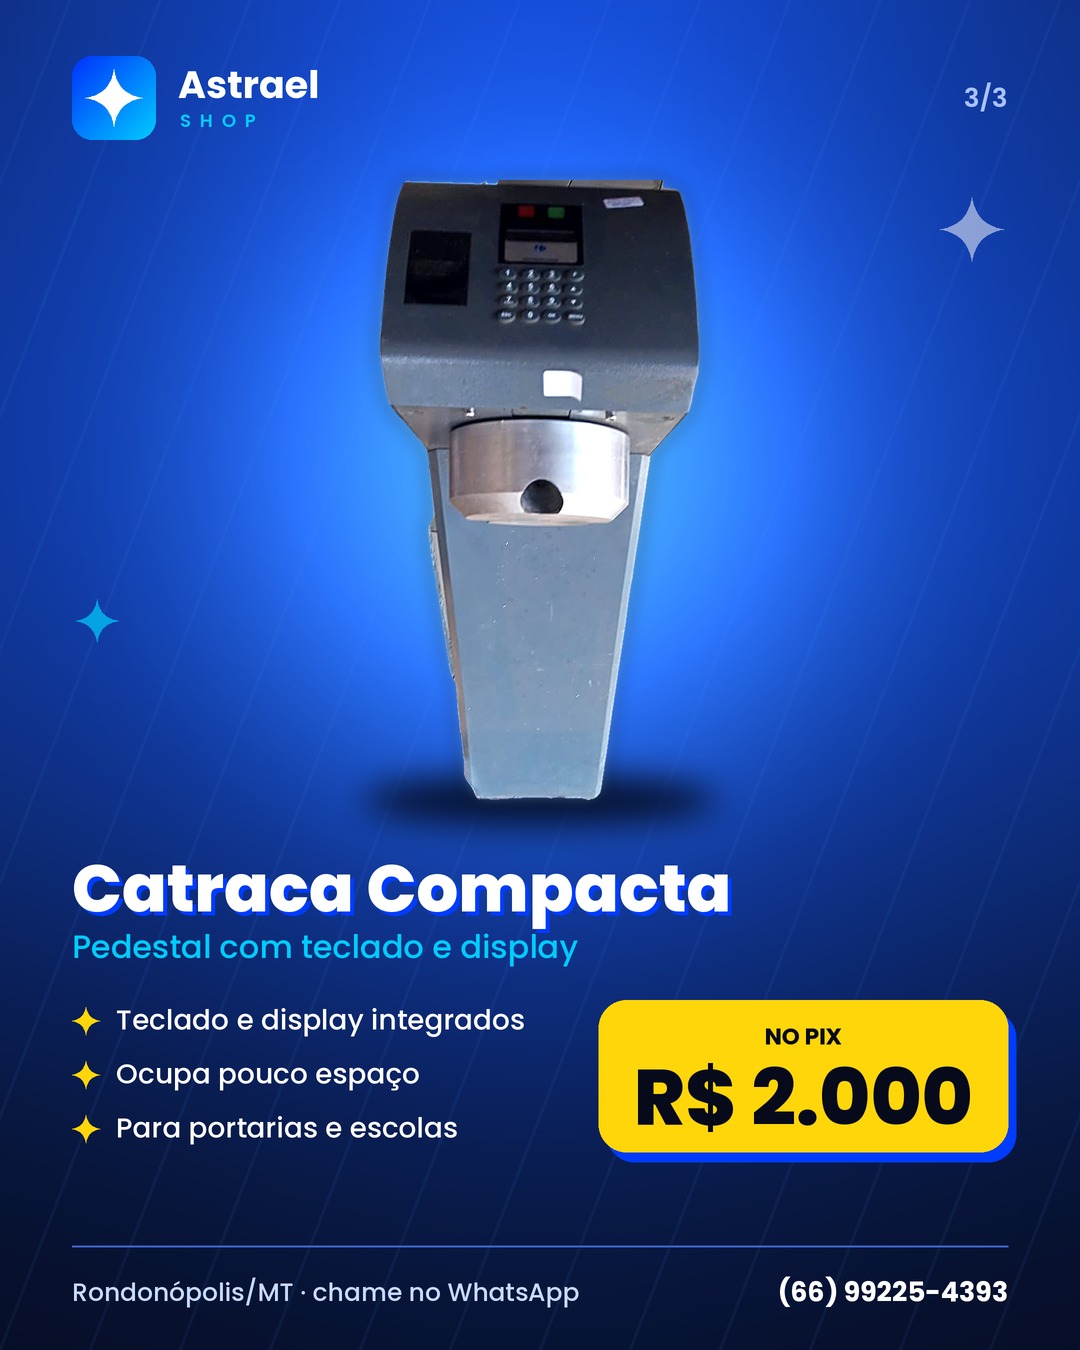 Astrael
SHOP
3/3
Catraca Compacta
Pedestal com teclado e display
Teclado e display integrados
Ocupa pouco espaço
Para portarias e escolas
NO PIX
R$ 2.000
Rondonópolis/MT · chame no WhatsApp
(66) 99225-4393